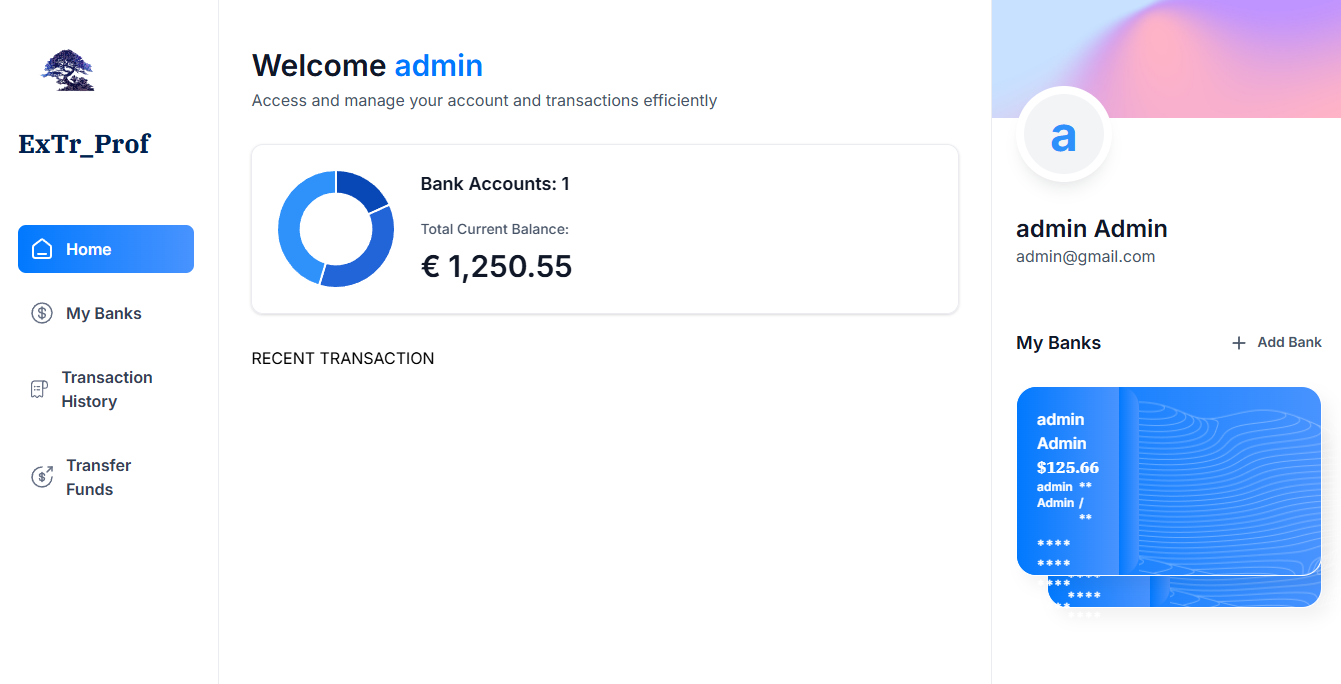 ExTr_Prof
Home
My Banks
Transaction
History
Transfer
Funds
Welcome admin
Access and manage your account and transactions efficiently
Bank Accounts: 1
Total Current Balance:
€ 1,250.55
RECENT TRANSACTION
a
admin Admin
admin@gmail.com
My Banks
+ Add Bank
admin
Admin
$125.66
admin **
Admin /
**
****
****
****
****